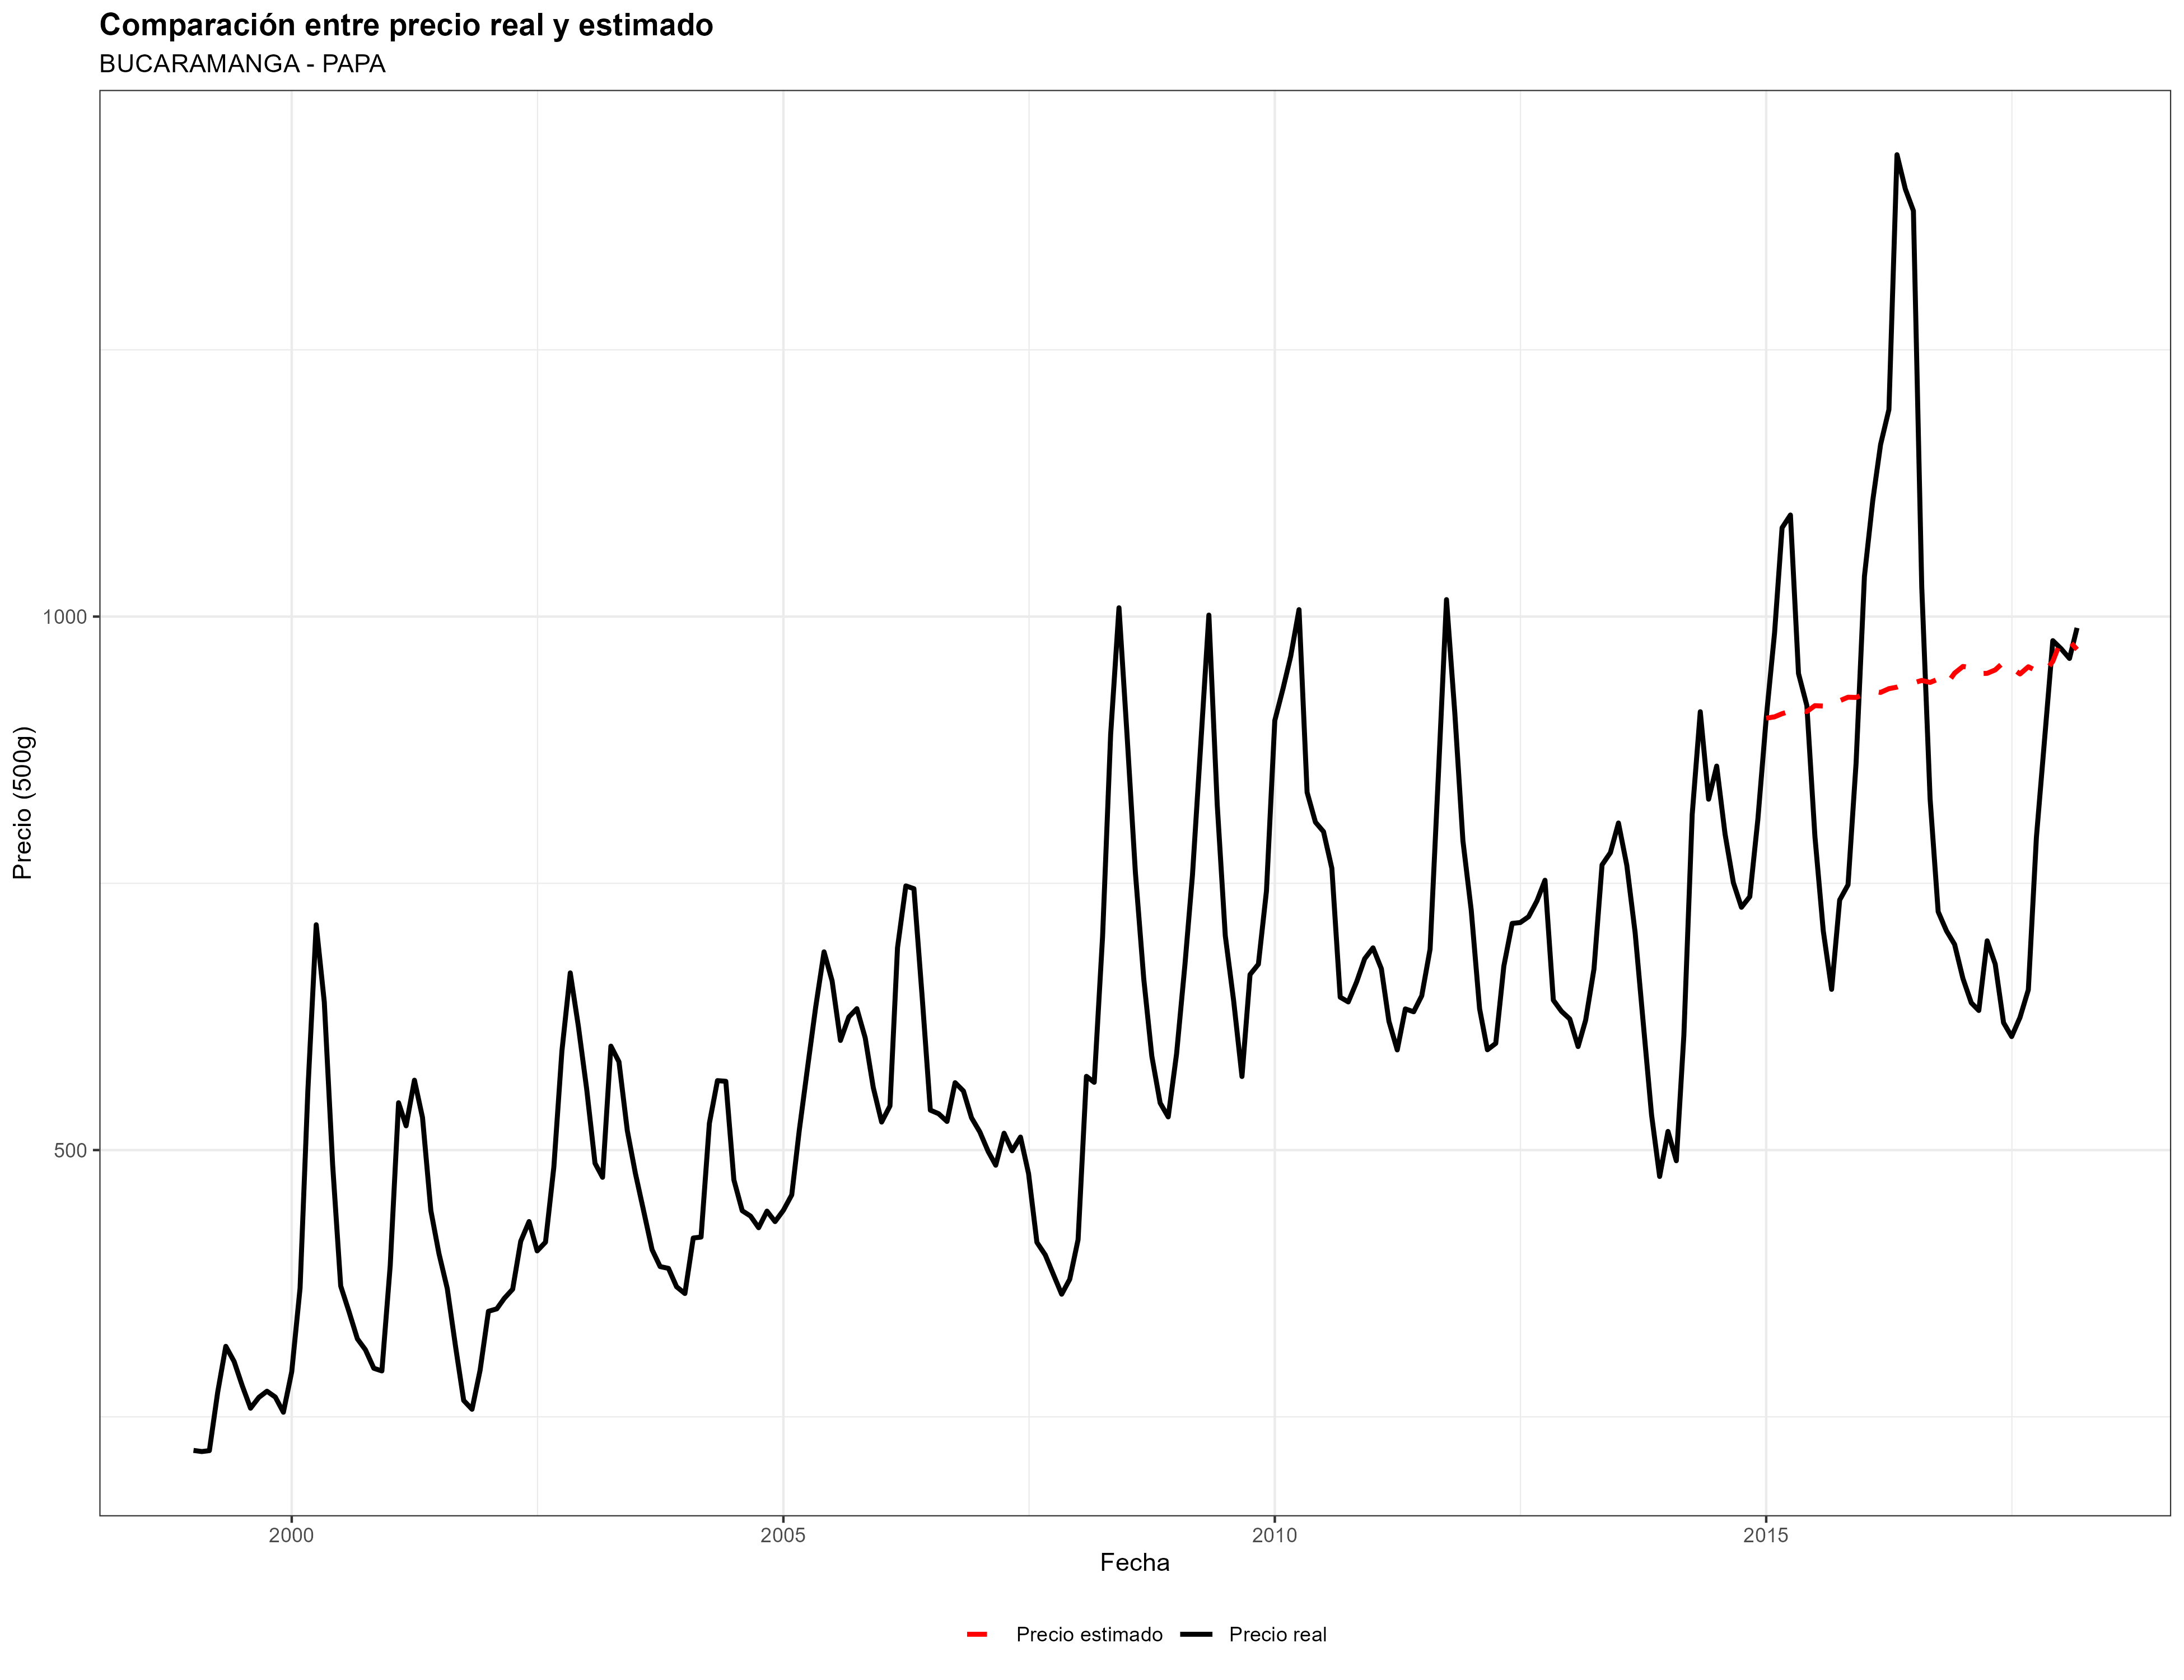 Comparación entre precio real y estimado
BUCARAMANGA - PAPA
Precio (500g)
1000
500
2000 2005 2010 2015
Fecha
Precio estimado Precio real